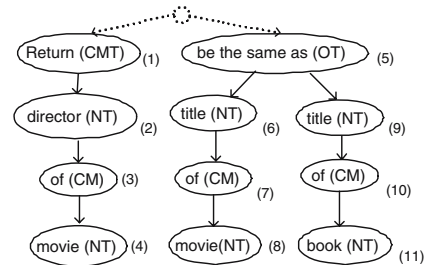 Return (CMT) (1) be the same as (OT) (5)
director (NT) (2) title (NT) (6) title (NT) (9)
of (CM) (3) of (CM) (7) of (CM) (10)
movie (NT) (4) movie(NT) (8) book (NT) (11)